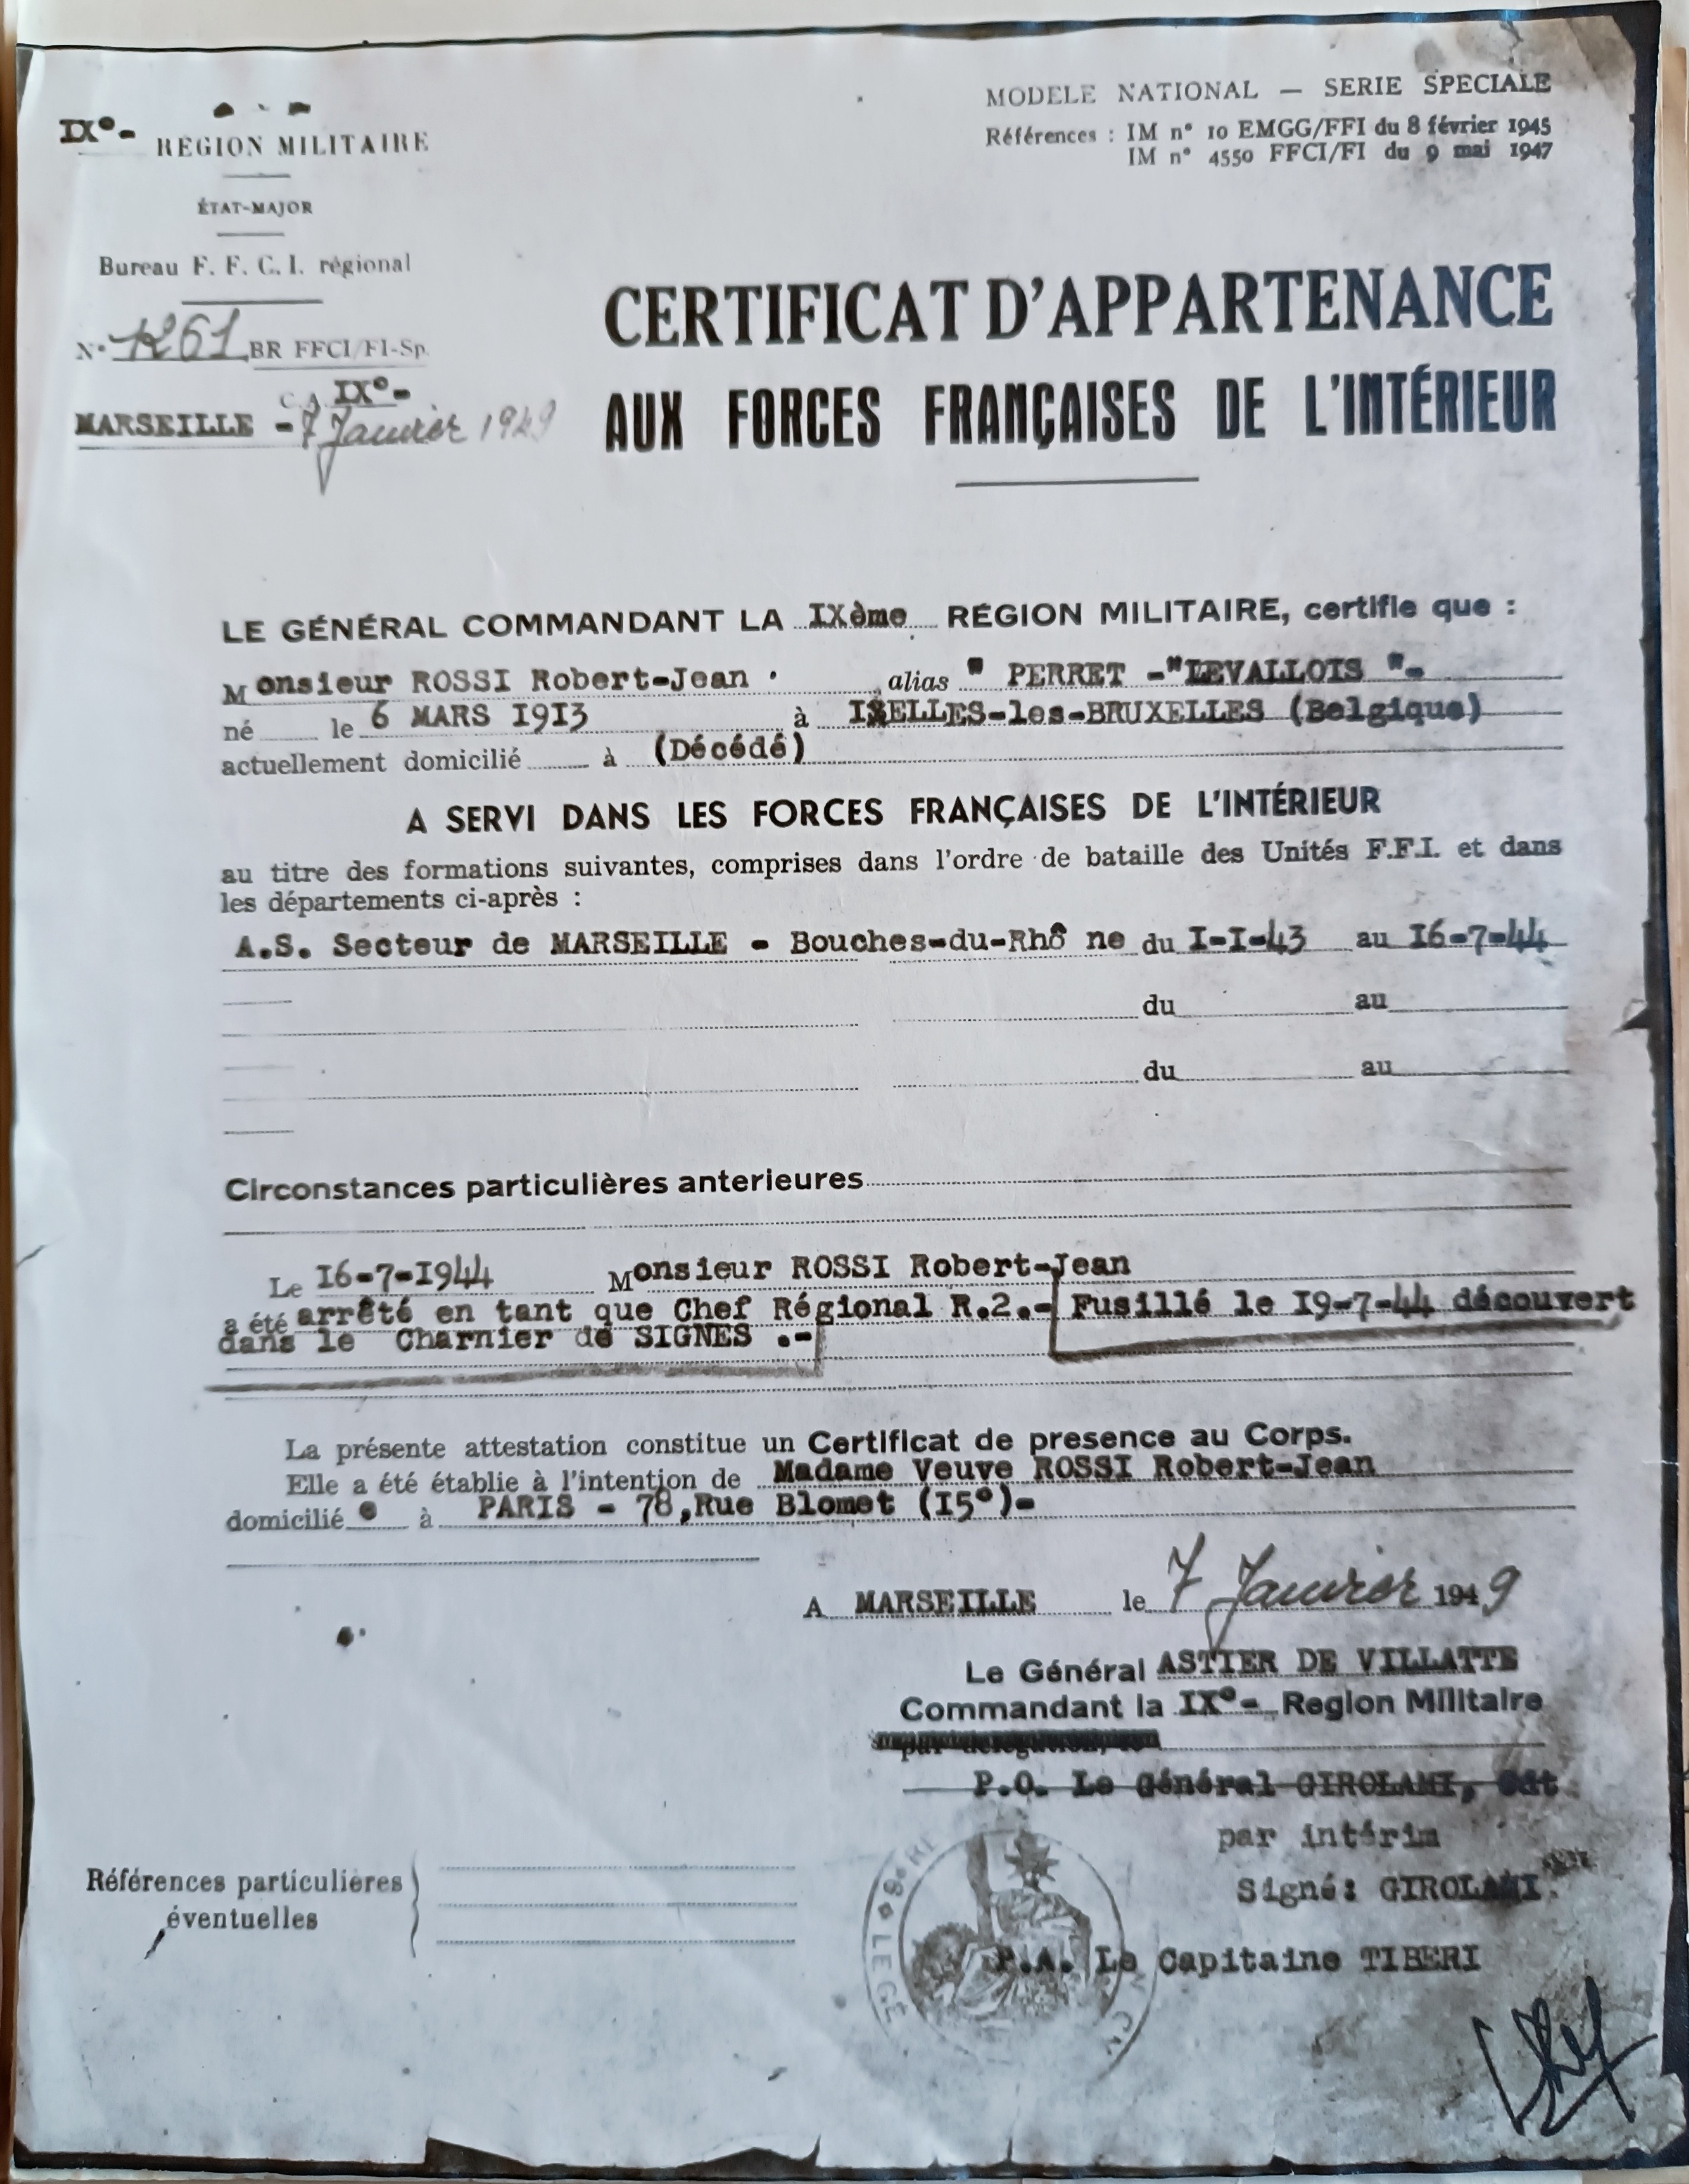 IX°- REGION MILITAIRE
ÉTAT-MAJOR
Bureau F. F. C. I. régional
N° 1261 BR FFCI/FI-Sp.
C.A. IX°-
MARSEILLE - 7 Janvier 1949
MODELE NATIONAL — SERIE SPECIALE
Références : IM n° 10 EMGG/FFI du 8 février 1945
IM n° 4550 FFCI/FI du 9 mai 1947
CERTIFICAT D'APPARTENANCE
AUX FORCES FRANÇAISES DE L'INTÉRIEUR
LE GÉNÉRAL COMMANDANT LA IXème REGION MILITAIRE, certifie que :
Monsieur ROSSI Robert-Jean alias " PERRET -"LEVALLOIS "-
né le 6 MARS 1913 à IXELLES-les-BRUXELLES (Belgique)
actuellement domicilié à (Décédé)
A SERVI DANS LES FORCES FRANÇAISES DE L'INTÉRIEUR
au titre des formations suivantes, comprises dans l'ordre de bataille des Unités F.F.I. et dans
les départements ci-après :
A.S. Secteur de MARSEILLE - Bouches-du-Rhô ne du I-I-43 au I6-7-44
du au
du au
Circonstances particulières anterieures
Le I6-7-I944 Monsieur ROSSI Robert-Jean
a été arrêté en tant que Chef Régional R.2.- Fusillé le I9-7-44 découvert
dans le Charnier de SIGNES .-
La présente attestation constitue un Certificat de presence au Corps.
Elle a été établie à l'intention de Madame Veuve ROSSI Robert-Jean
domicilié e à PARIS - 78,Rue Blomet (I5°)-
A MARSEILLE le 7 Janvier 1949
Le Général ASTIER DE VILLATTE
Commandant la IX°- Region Militaire
P.O. Le Général GIROLAMI, Cdt
par intérim
Signé: GIROLAMI
P.A. Le Capitaine TIBERI
Références particulières
éventuelles